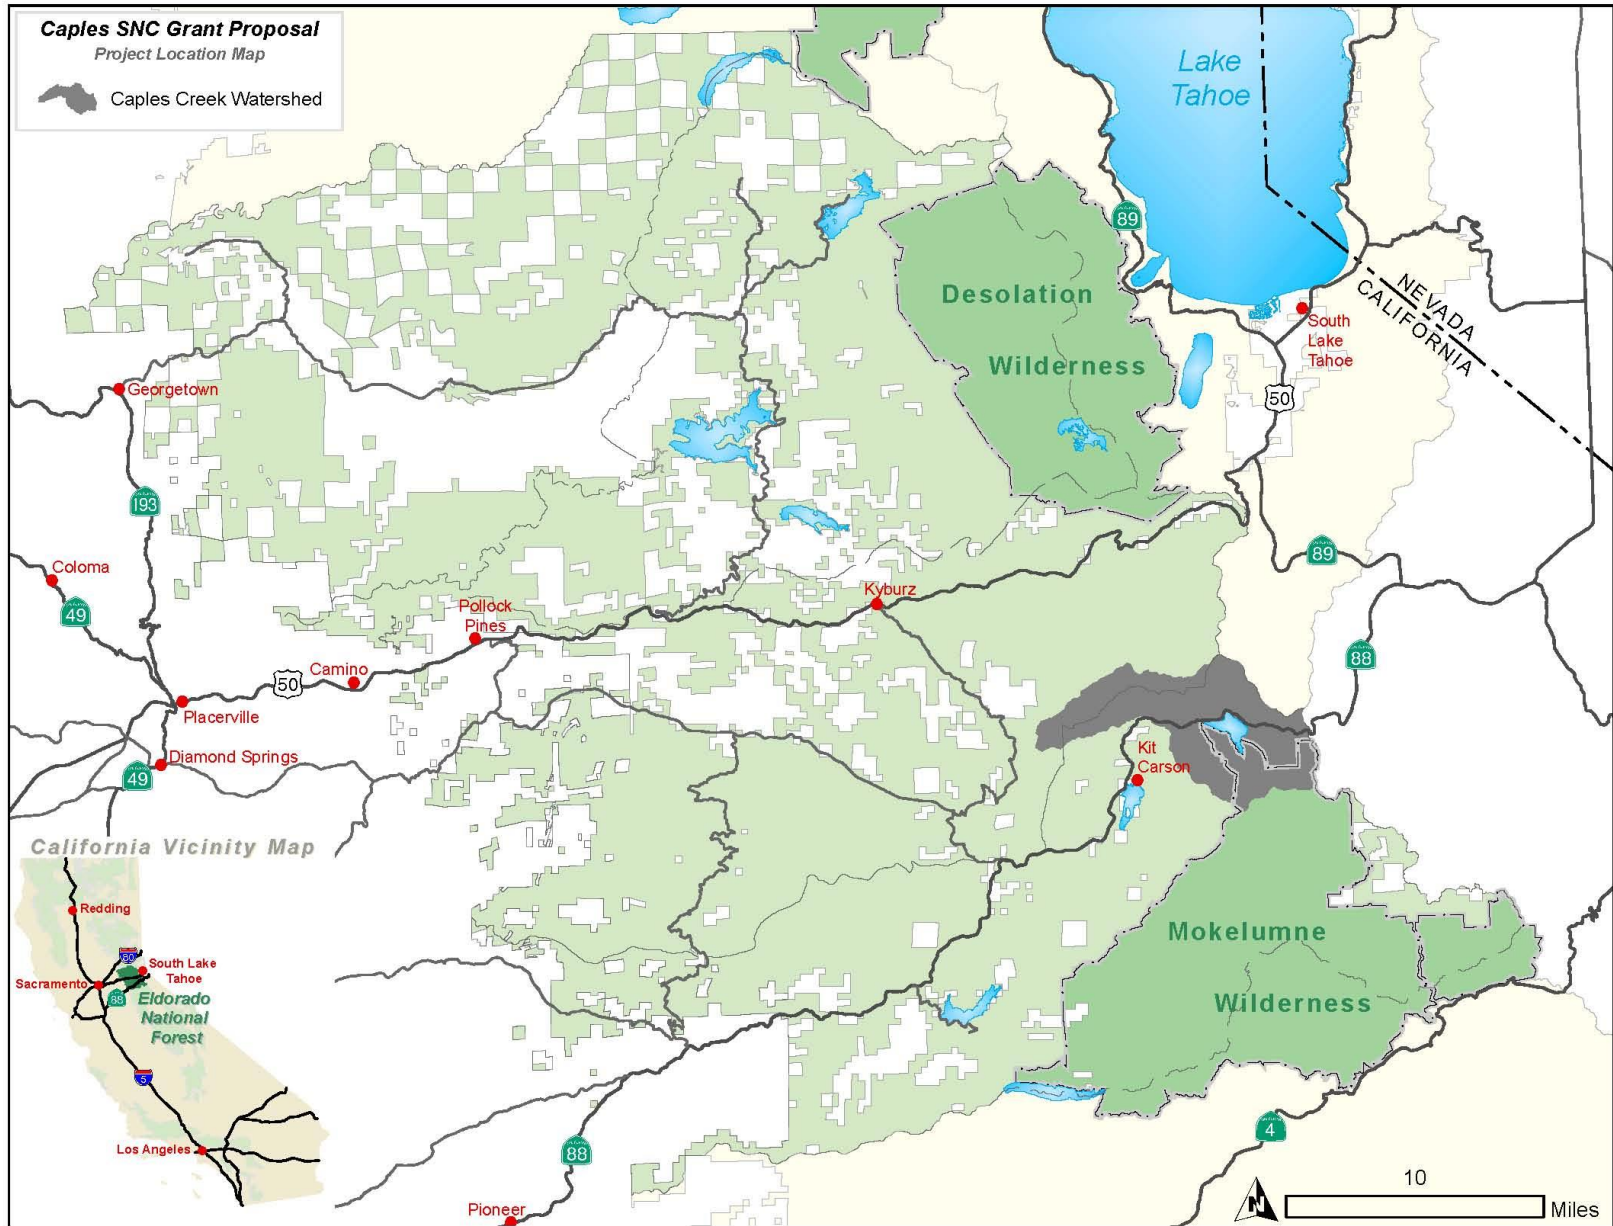 Caples SNC Grant Proposal
Project Location Map
Caples Creek Watershed
Lake
Tahoe
89
Desolation
Wilderness
NEVADA
CALIFORNIA
South
Lake
Tahoe
50
Georgetown
193
Coloma
49
89
Kyburz
Pollock
Pines
88
Camino
50
Placerville
Diamond Springs
49
Kit
Carson
California Vicinity Map
Redding
80
South Lake
Tahoe
Sacramento
88
Eldorado
National
Forest
5
Los Angeles
Mokelumne
Wilderness
4
88
Pioneer
N
10
Miles